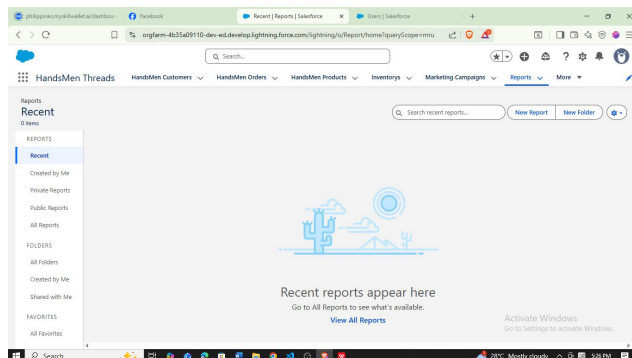 philippines.myskillwallet.ai/dashboar
Facebook
Recent | Reports | Salesforce
Users | Salesforce
orgfarm-4b35a09110-dev-ed.develop.lightning.force.com/lightning/o/Report/home?queryScope=mru
Search...
HandsMen Threads
HandsMen Customers
HandsMen Orders
HandsMen Products
Inventorys
Marketing Campaigns
Reports
More
Reports
Recent
0 items
Search recent reports...
New Report
New Folder
REPORTS
Recent
Created by Me
Private Reports
Public Reports
All Reports
FOLDERS
All Folders
Created by Me
Shared with Me
FAVORITES
All Favorites
Recent reports appear here
Go to All Reports to see what's available.
View All Reports
Activate Windows
Go to Settings to activate Windows.
Search
28°C Mostly cloudy
5:26 PM